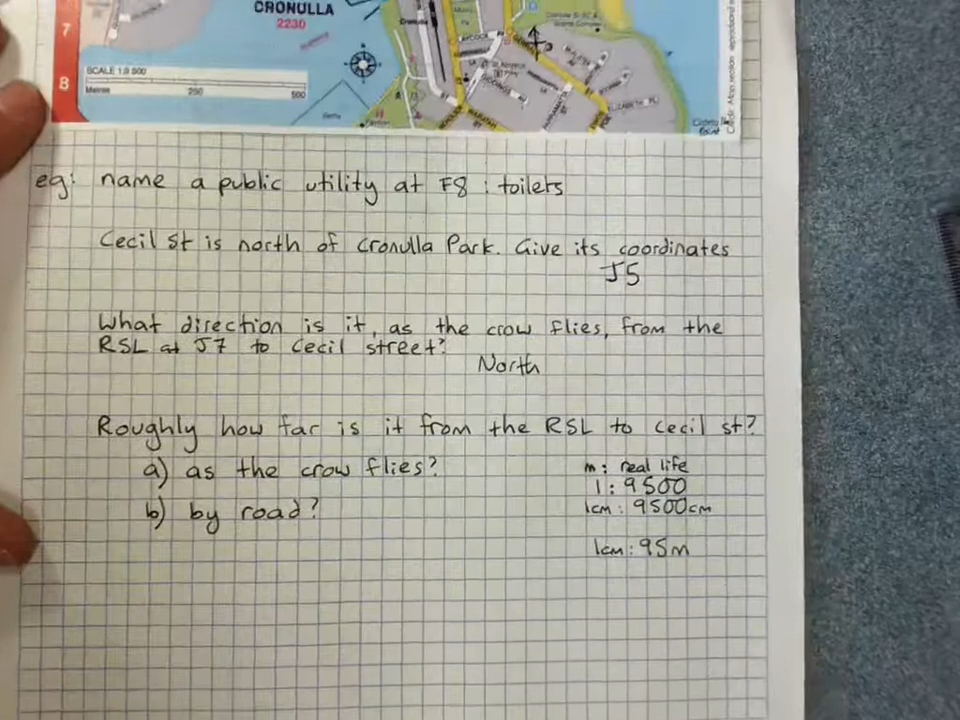 CRONULLA
2230
7
8
SCALE 1:9 500
Metres 250 500
eg: name a public utility at F8 : toilets
Cecil St is north of Cronulla Park. Give its coordinates
J5
What direction is it, as the crow flies, from the
RSL at J7 to Cecil street?
North
Roughly how far is it from the RSL to Cecil st?
a) as the crow flies?
m : real life
1 : 9500
b) by road?
1cm : 9500cm
1cm : 95m